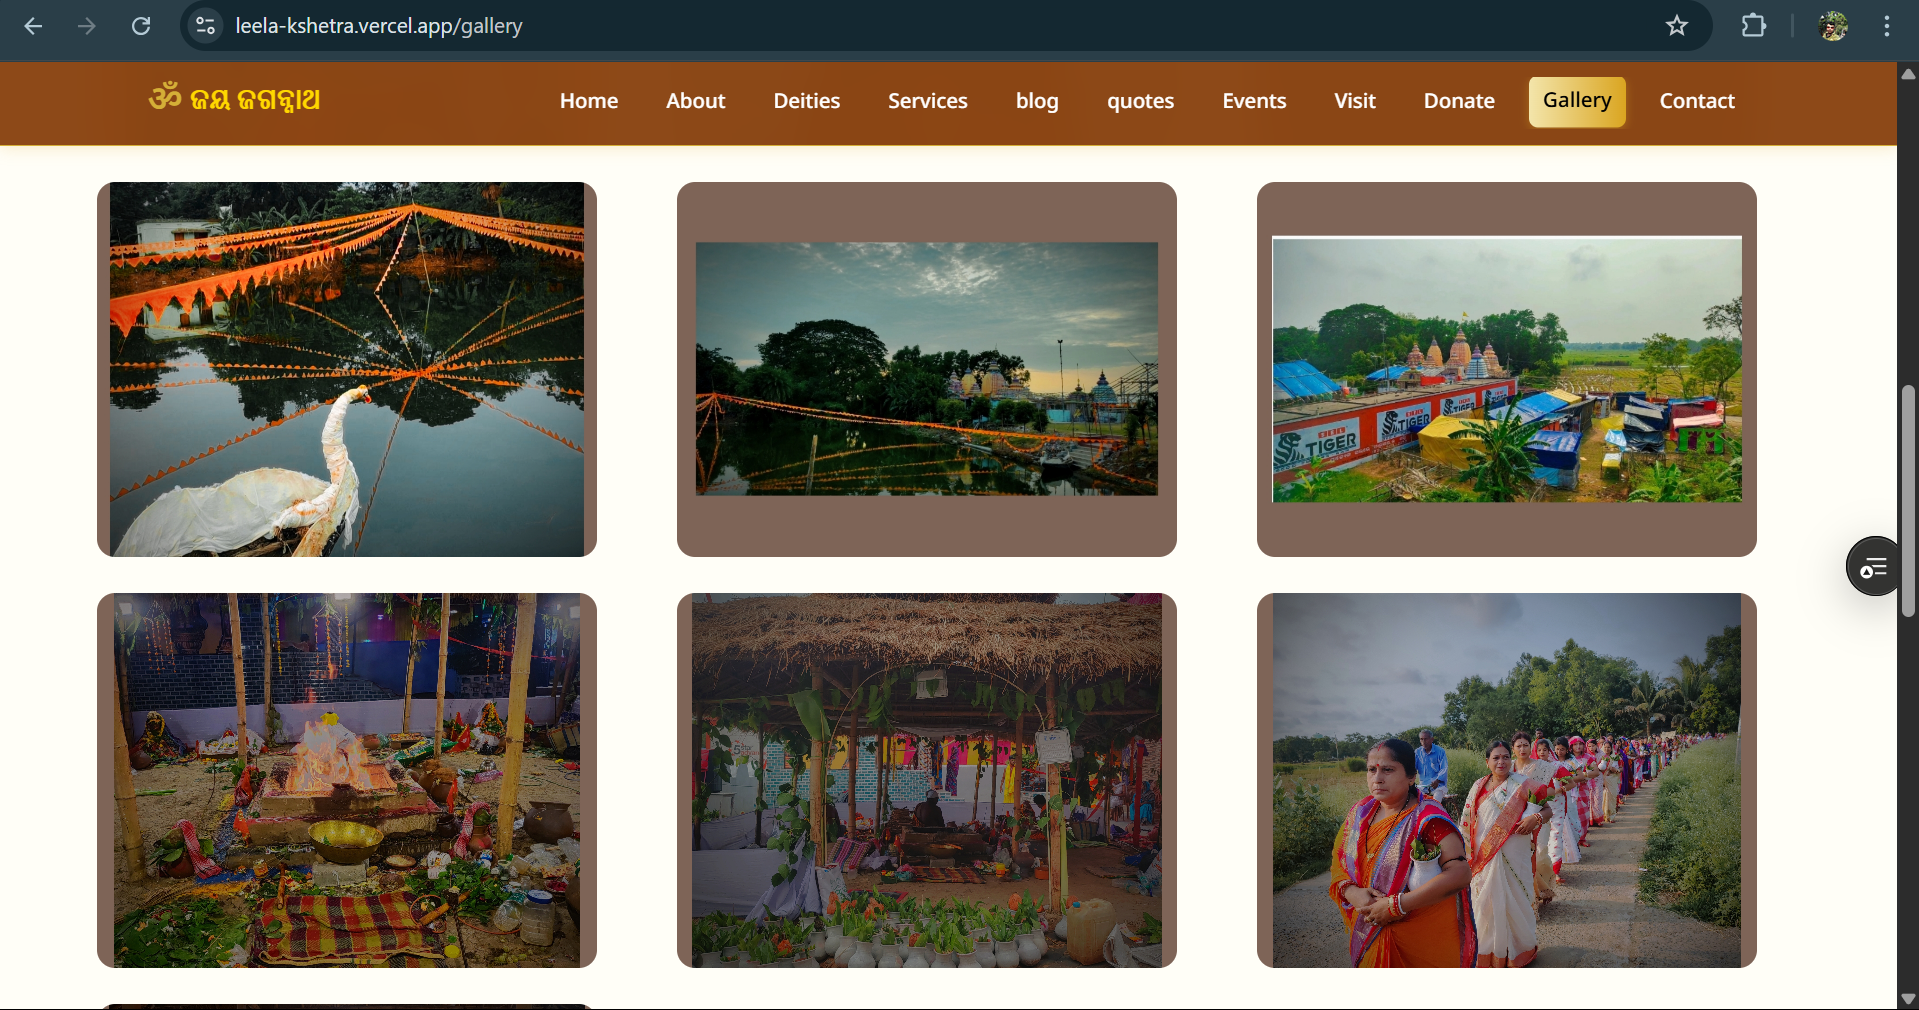 leela-kshetra.vercel.app/gallery
ॐ ଜୟ ଜଗନ୍ନାଥ
Home
About
Deities
Services
blog
quotes
Events
Visit
Donate
Gallery
Contact
TIGER
TIGER
TIGER